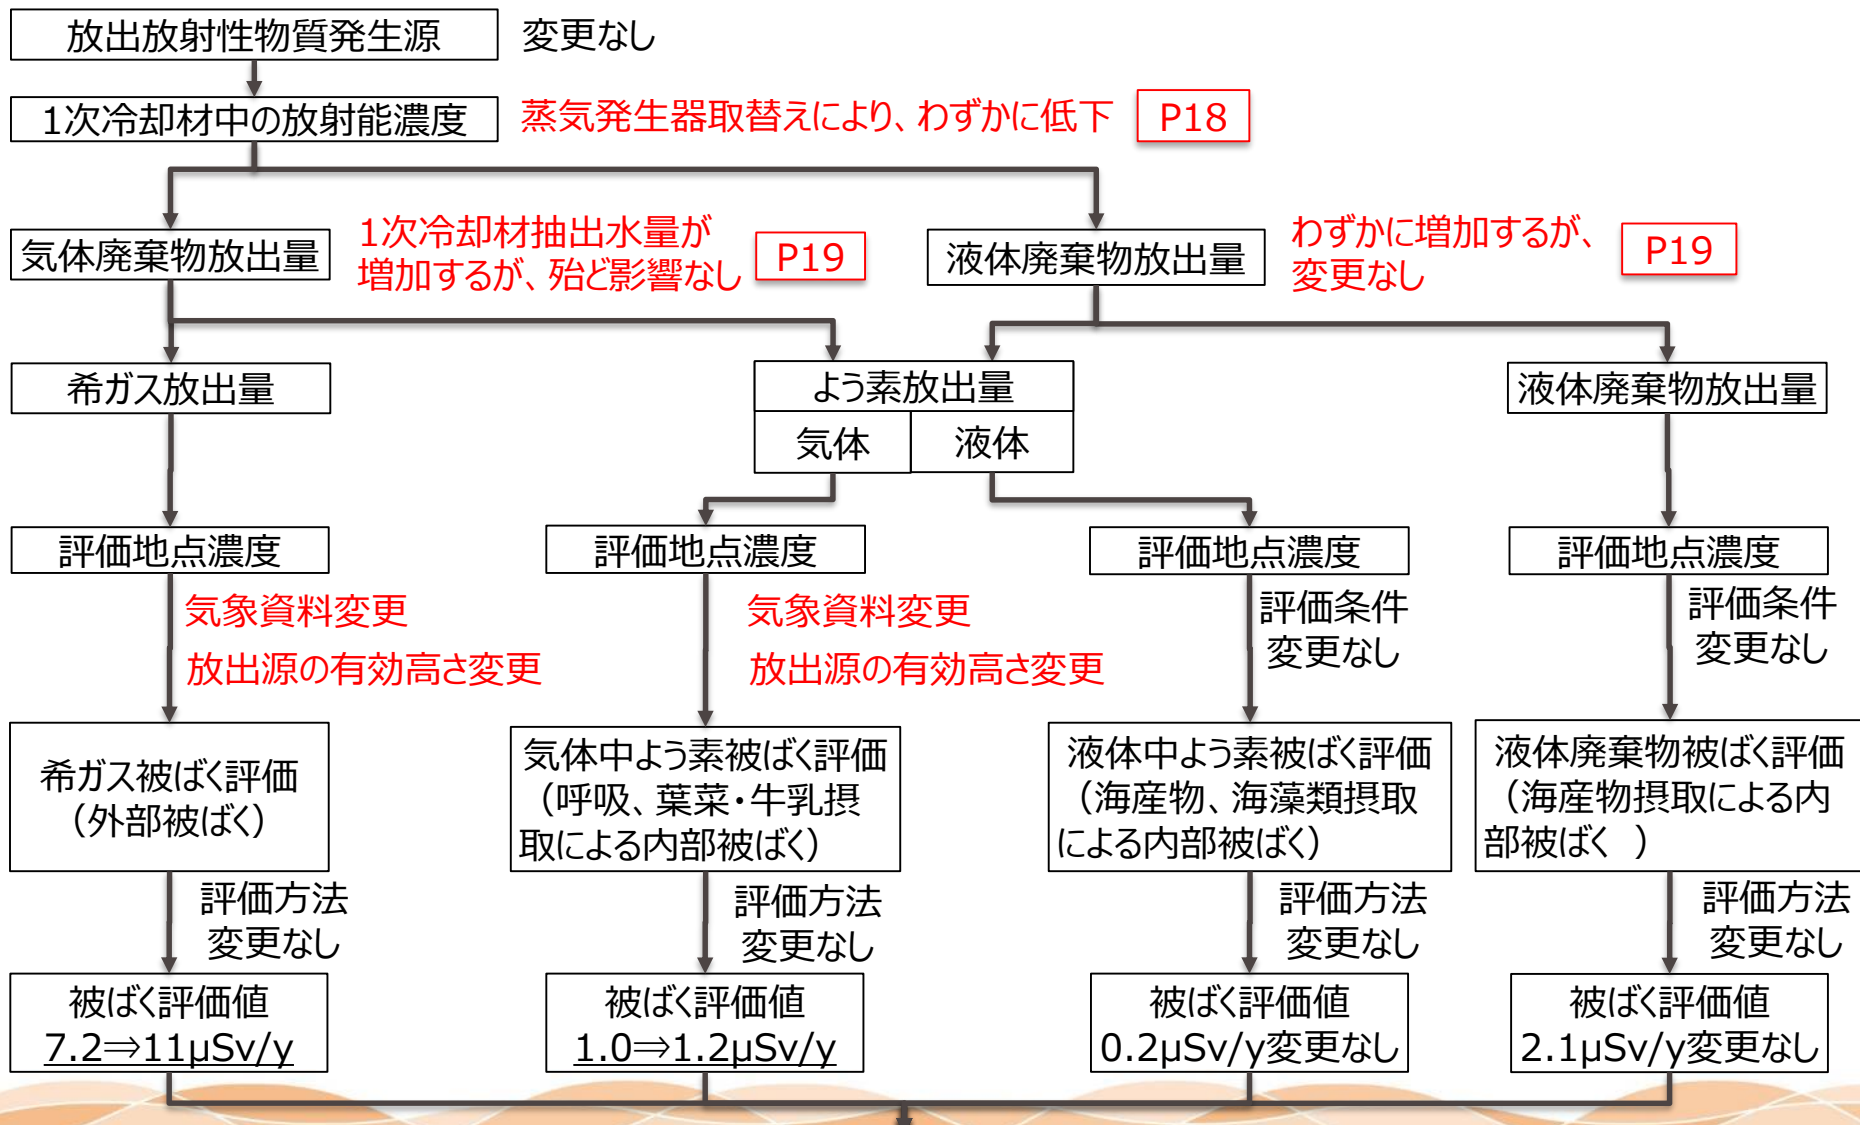 放出放射性物質発生源
変更なし
1次冷却材中の放射能濃度
蒸気発生器取替えにより、わずかに低下
P18
気体廃棄物放出量
1次冷却材抽出水量が
増加するが、殆ど影響なし
P19
液体廃棄物放出量
わずかに増加するが、
変更なし
P19
希ガス放出量
よう素放出量
気体
液体
液体廃棄物放出量
評価地点濃度
評価地点濃度
評価地点濃度
評価地点濃度
気象資料変更
放出源の有効高さ変更
気象資料変更
放出源の有効高さ変更
評価条件
変更なし
評価条件
変更なし
希ガス被ばく評価
（外部被ばく）
気体中よう素被ばく評価
（呼吸、葉菜・牛乳摂
取による内部被ばく）
液体中よう素被ばく評価
（海産物、海藻類摂取
による内部被ばく）
液体廃棄物被ばく評価
（海産物摂取による内
部被ばく ）
評価方法
変更なし
評価方法
変更なし
評価方法
変更なし
評価方法
変更なし
被ばく評価値
7.2⇒11μSv/y
被ばく評価値
1.0⇒1.2μSv/y
被ばく評価値
0.2μSv/y変更なし
被ばく評価値
2.1μSv/y変更なし